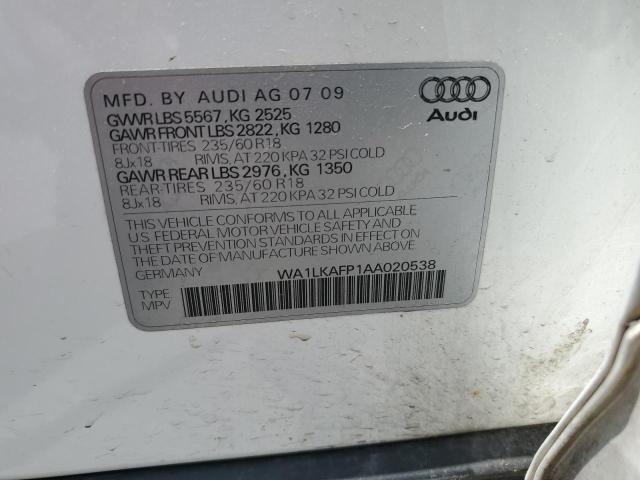 MFD. BY AUDI AG 07 09
GVWR LBS 5567, KG 2525
GAWR FRONT LBS 2822, KG 1280
FRONT-TIRES 235/60 R18
8Jx18 RIMS, AT 220 KPA 32 PSI COLD
GAWR REAR LBS 2976, KG 1350
REAR-TIRES 235/60 R18
8Jx18 RIMS, AT 220 KPA 32 PSI COLD
THIS VEHICLE CONFORMS TO ALL APPLICABLE
U.S. FEDERAL MOTOR VEHICLE SAFETY
STANDARDS IN EFFECT ON THE
DATE OF MANUFACTURE SHOWN ABOVE.
GERMANY WA1LKAFP1AA020538
TYPE
MPV
Audi